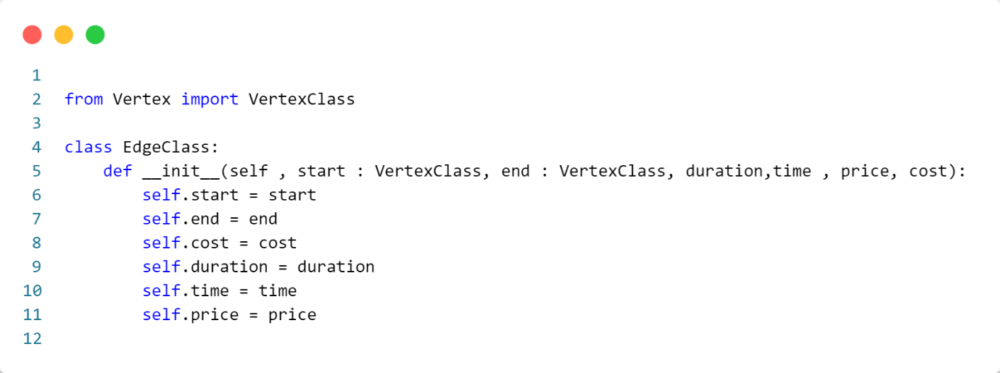 1
2 from Vertex import VertexClass
3
4 class EdgeClass:
5     def __init__(self , start : VertexClass, end : VertexClass, duration,time , price, cost):
6         self.start = start
7         self.end = end
8         self.cost = cost
9         self.duration = duration
10         self.time = time
11         self.price = price
12